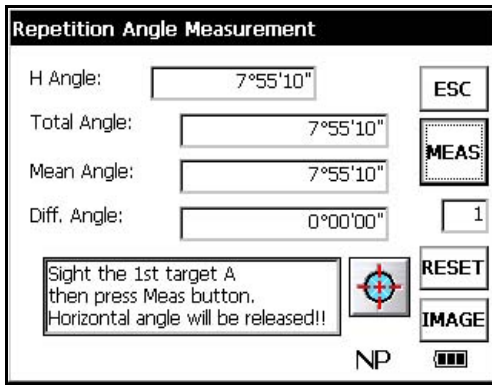 Repetition Angle Measurement
H Angle: 7°55'10"
ESC
Total Angle: 7°55'10"
MEAS
Mean Angle: 7°55'10"
Diff. Angle: 0°00'00"
1
Sight the 1st target A
then press Meas button.
Horizontal angle will be released!!
RESET
IMAGE
NP